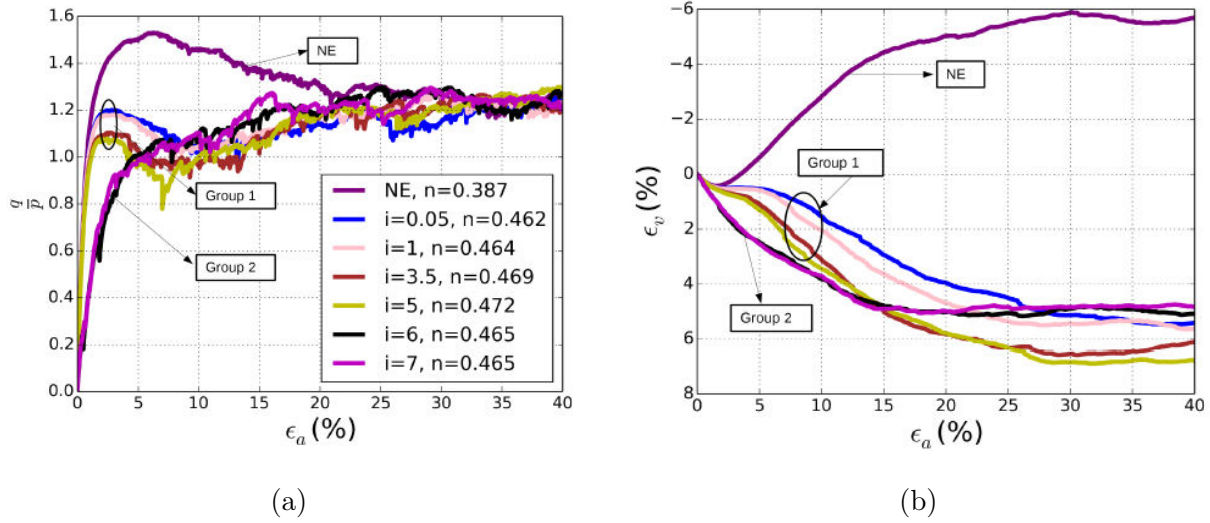 1.6
1.4
1.2
1.0
0.8
0.6
0.4
0.2
0.0
q
p
NE
Group 1
Group 2
NE, n=0.387
i=0.05, n=0.462
i=1, n=0.464
i=3.5, n=0.469
i=5, n=0.472
i=6, n=0.465
i=7, n=0.465
0 5 10 15 20 25 30 35 40
ϵa(%)
(a)
−6
−4
−2
0
2
4
6
8
ϵv(%)
NE
Group 1
Group 2
0 5 10 15 20 25 30 35 40
ϵa(%)
(b)